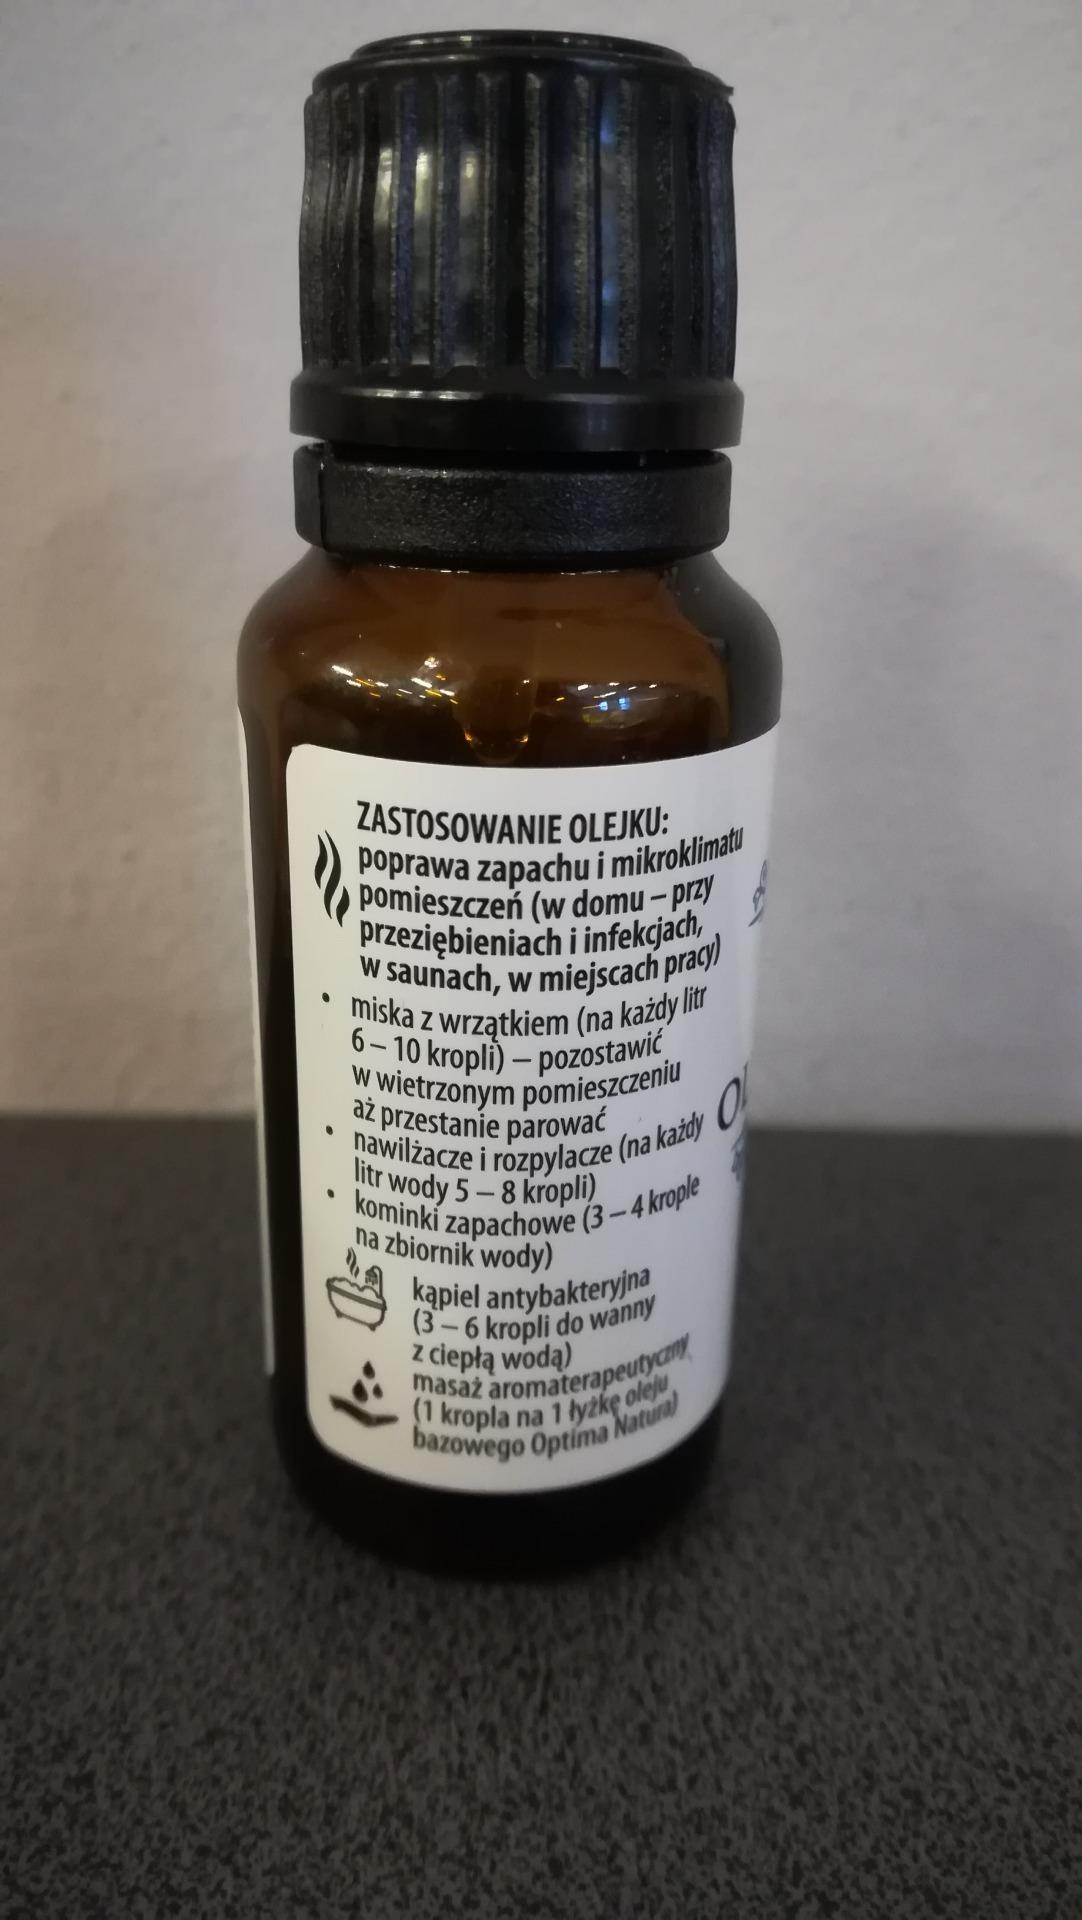 ZASTOSOWANIE OLEJKU:
poprawa zapachu i mikroklimatu
pomieszczeń (w domu – przy
przeziębieniach i infekcjach,
w saunach, w miejscach pracy)
• miska z wrzątkiem (na każdy litr
6 – 10 kropli) – pozostawić
w wietrzonym pomieszczeniu
aż przestanie parować
• nawilżacze i rozpylacze (na każdy
litr wody 5 – 8 kropli)
• kominki zapachowe (3 – 4 krople
na zbiornik wody)
kąpiel antybakteryjna
(3 – 6 kropli do wanny
z ciepłą wodą)
masaż aromaterapeutyczny
(1 kropla na 1 łyżkę oleju
bazowego Optima Natura)